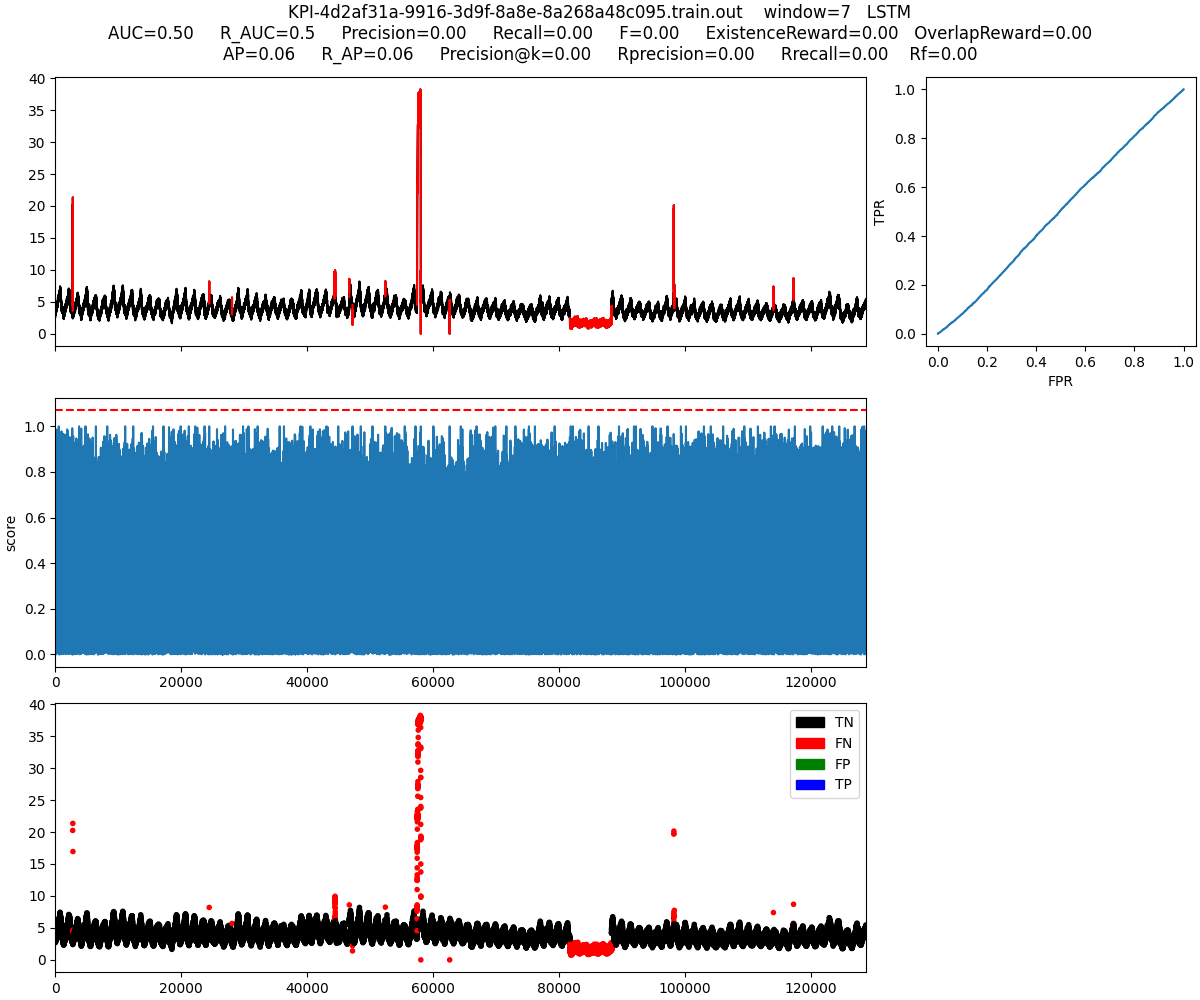 KPI-4d2af31a-9916-3d9f-8a8e-8a268a48c095.train.out window=7 LSTM
AUC=0.50 R_AUC=0.5 Precision=0.00 Recall=0.00 F=0.00 ExistenceReward=0.00 OverlapReward=0.00
AP=0.06 R_AP=0.06 Precision@k=0.00 Rprecision=0.00 Rrecall=0.00 Rf=0.00
40
35
30
25
20
15
10
5
0
1.0
0.8
0.6
0.4
0.2
0.0
TPR
0.0 0.2 0.4 0.6 0.8 1.0
FPR
1.0
0.8
0.6
0.4
0.2
0.0
score
0 20000 40000 60000 80000 100000 120000
40
35
30
25
20
15
10
5
0
TN
FN
FP
TP
0 20000 40000 60000 80000 100000 120000